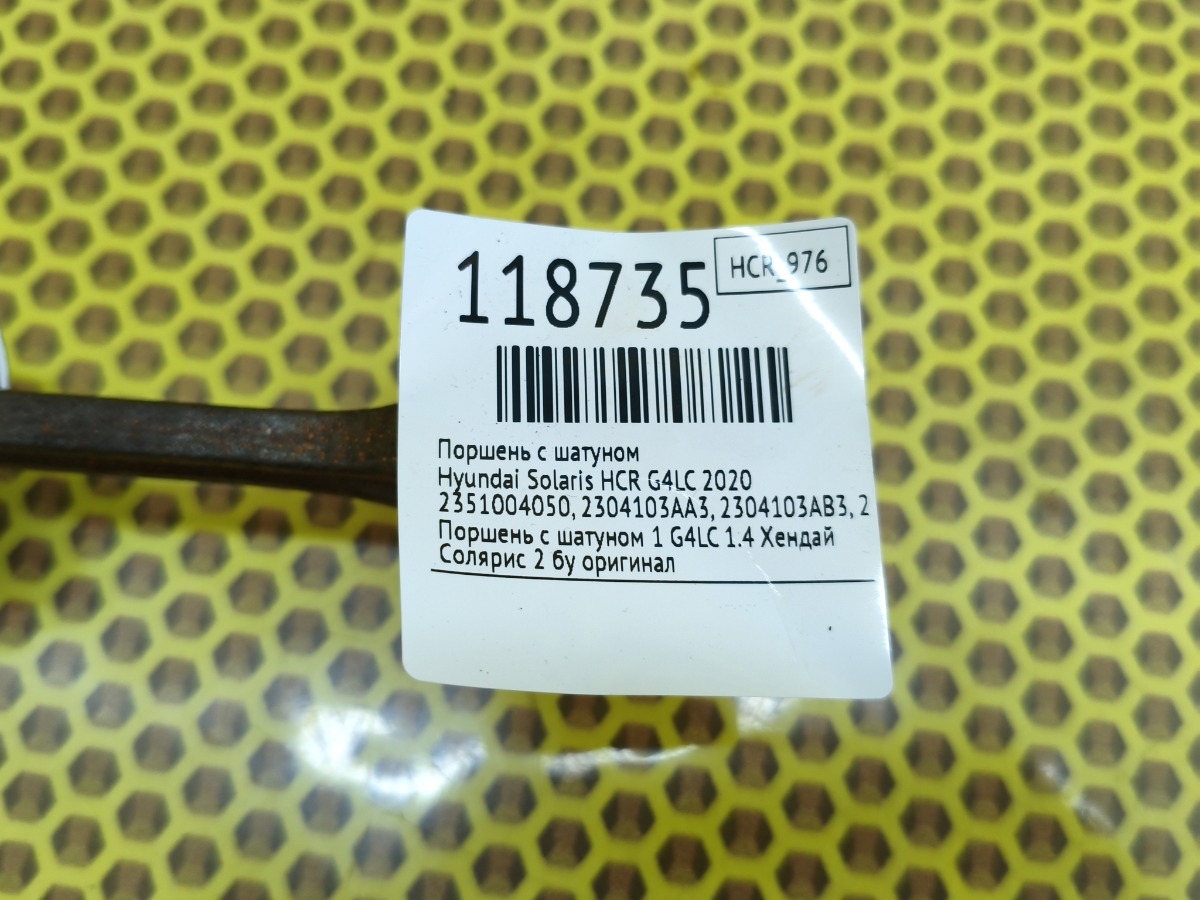 118735
HCR_976
Поршень с шатуном
Hyundai Solaris HCR G4LC 2020
2351004050, 2304103AA3, 2304103AB3, 2
Поршень с шатуном 1 G4LC 1.4 Хендай
Солярис 2 бу оригинал